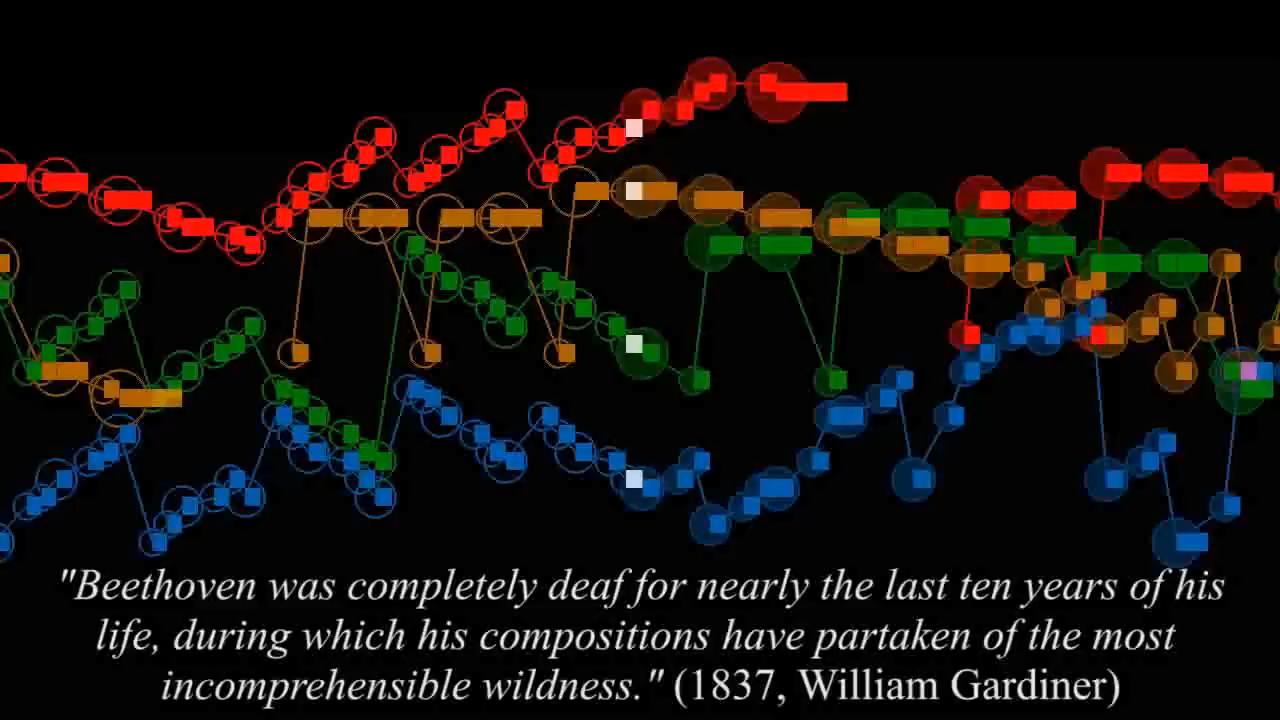 "Beethoven was completely deaf for nearly the last ten years of his
life, during which his compositions have partaken of the most
incomprehensible wildness." (1837, William Gardiner)